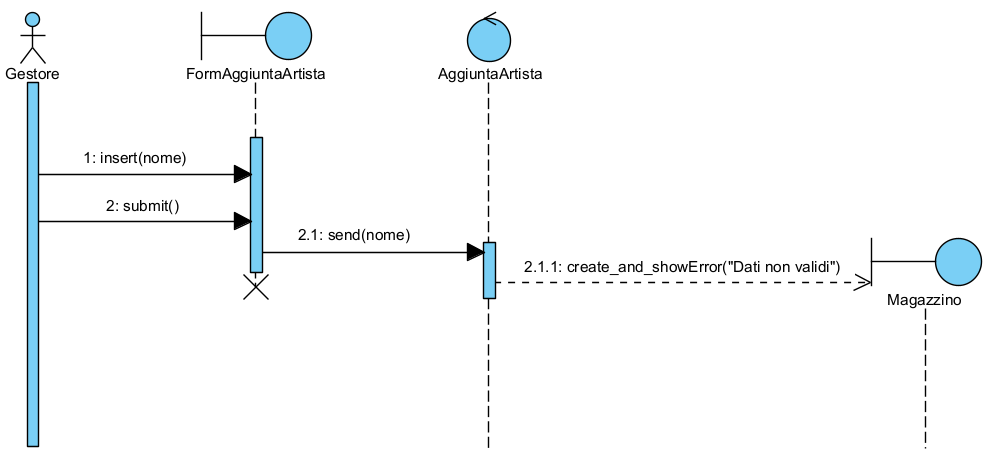 Gestore
FormAggiuntaArtista
AggiuntaArtista
1: insert(nome)
2: submit()
2.1: send(nome)
2.1.1: create_and_showError("Dati non validi")
Magazzino